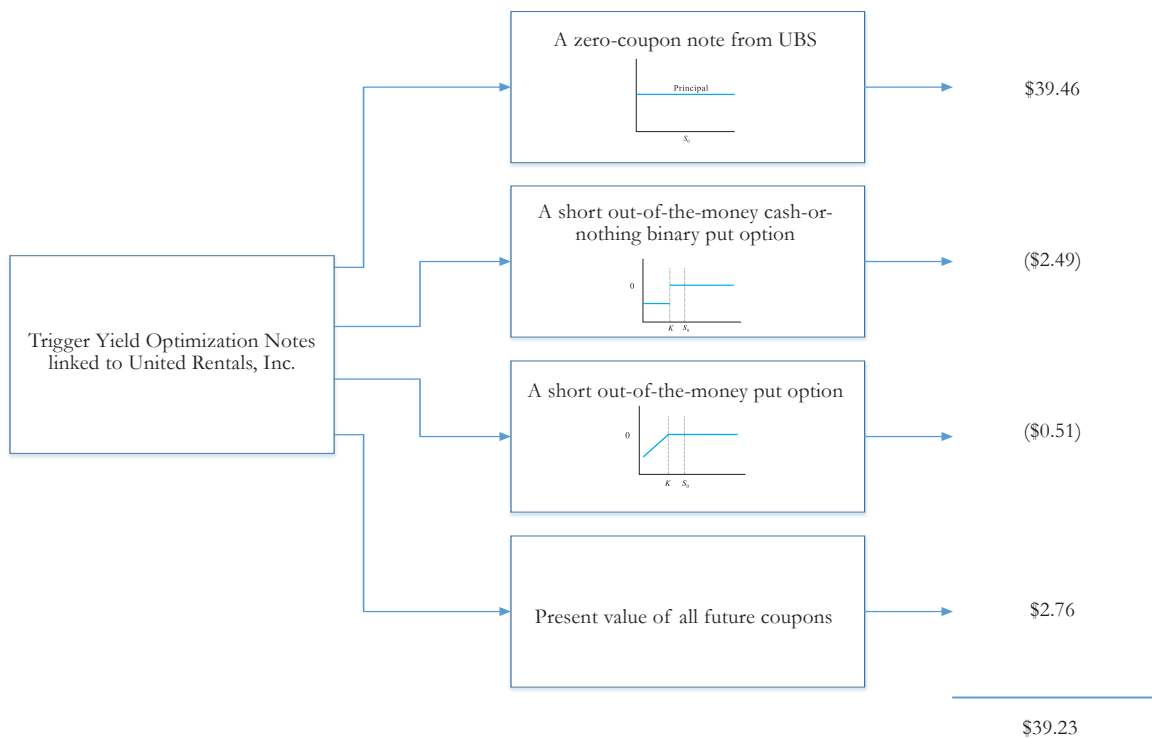 A zero-coupon note from UBS
Principal
S₀
$39.46
A short out-of-the-money cash-or-
nothing binary put option
0
K S₀
($2.49)
Trigger Yield Optimization Notes
linked to United Rentals, Inc.
A short out-of-the-money put option
0
K S₀
($0.51)
Present value of all future coupons
$2.76
$39.23